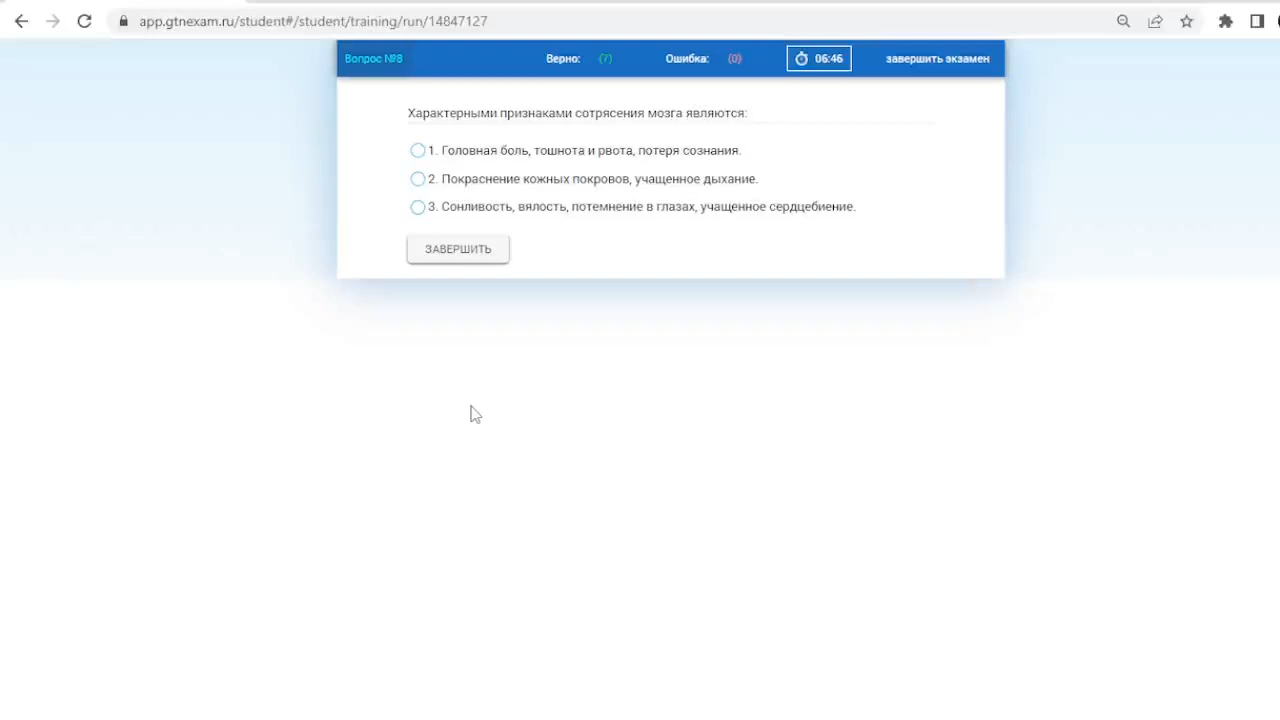 app.gtnexam.ru/student#/student/training/run/14847127
Вопрос №8 Верно: (7) Ошибка: (0) 06:46 завершить экзамен
Характерными признаками сотрясения мозга являются:
1. Головная боль, тошнота и рвота, потеря сознания.
2. Покраснение кожных покровов, учащенное дыхание.
3. Сонливость, вялость, потемнение в глазах, учащенное сердцебиение.
ЗАВЕРШИТЬ